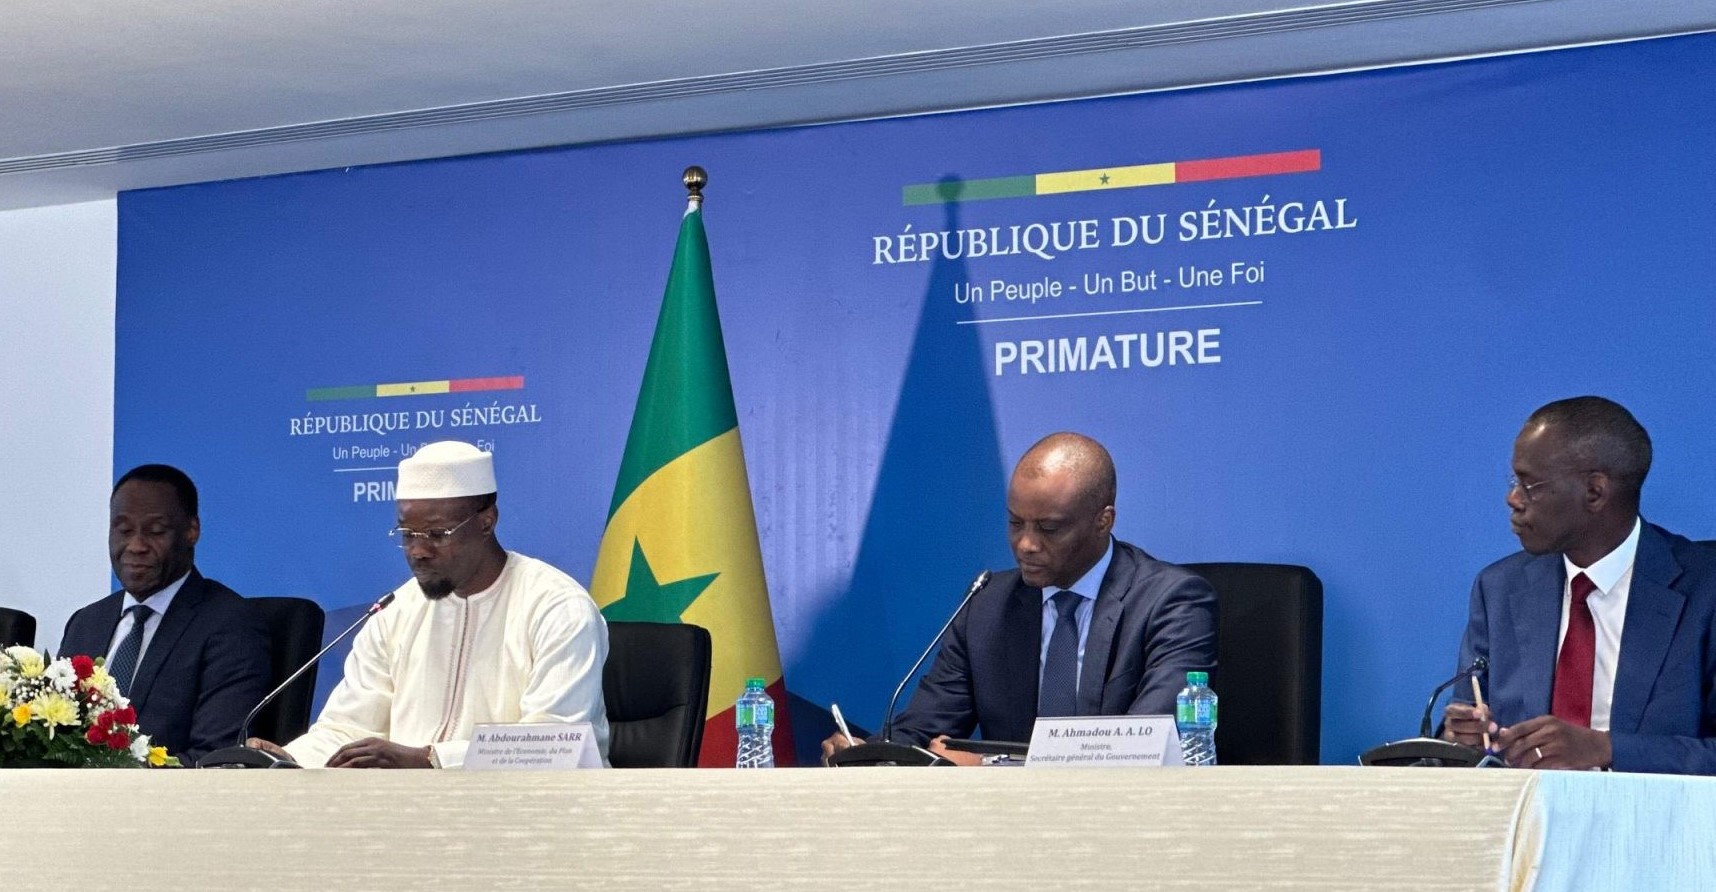 RÉPUBLIQUE DU SÉNÉGAL
Un Peuple - Un But - Une Foi
PRIMATURE
RÉPUBLIQUE DU SÉNÉGAL
Un Peuple - Un Foi
PRIM
M. Abdourahmane SARR
Ministre de l'Economie, du Plan
et de la Coopération
M. Ahmadou A. A. LO
Ministre,
Secrétaire général du Gouvernement